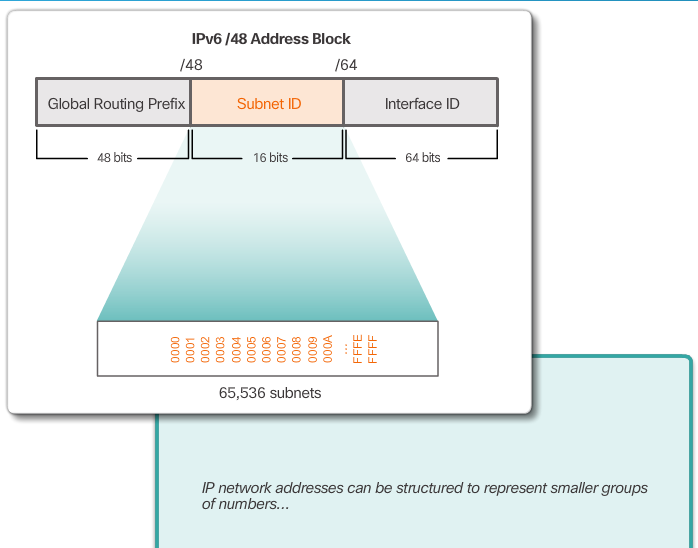 IPv6 /48 Address Block
/48 /64
Global Routing Prefix Subnet ID Interface ID
48 bits 16 bits 64 bits
0000
0001
0002
0003
0004
0005
0006
0007
0008
0009
000A
...
FFFE
FFFF
65,536 subnets
IP network addresses can be structured to represent smaller groups
of numbers...